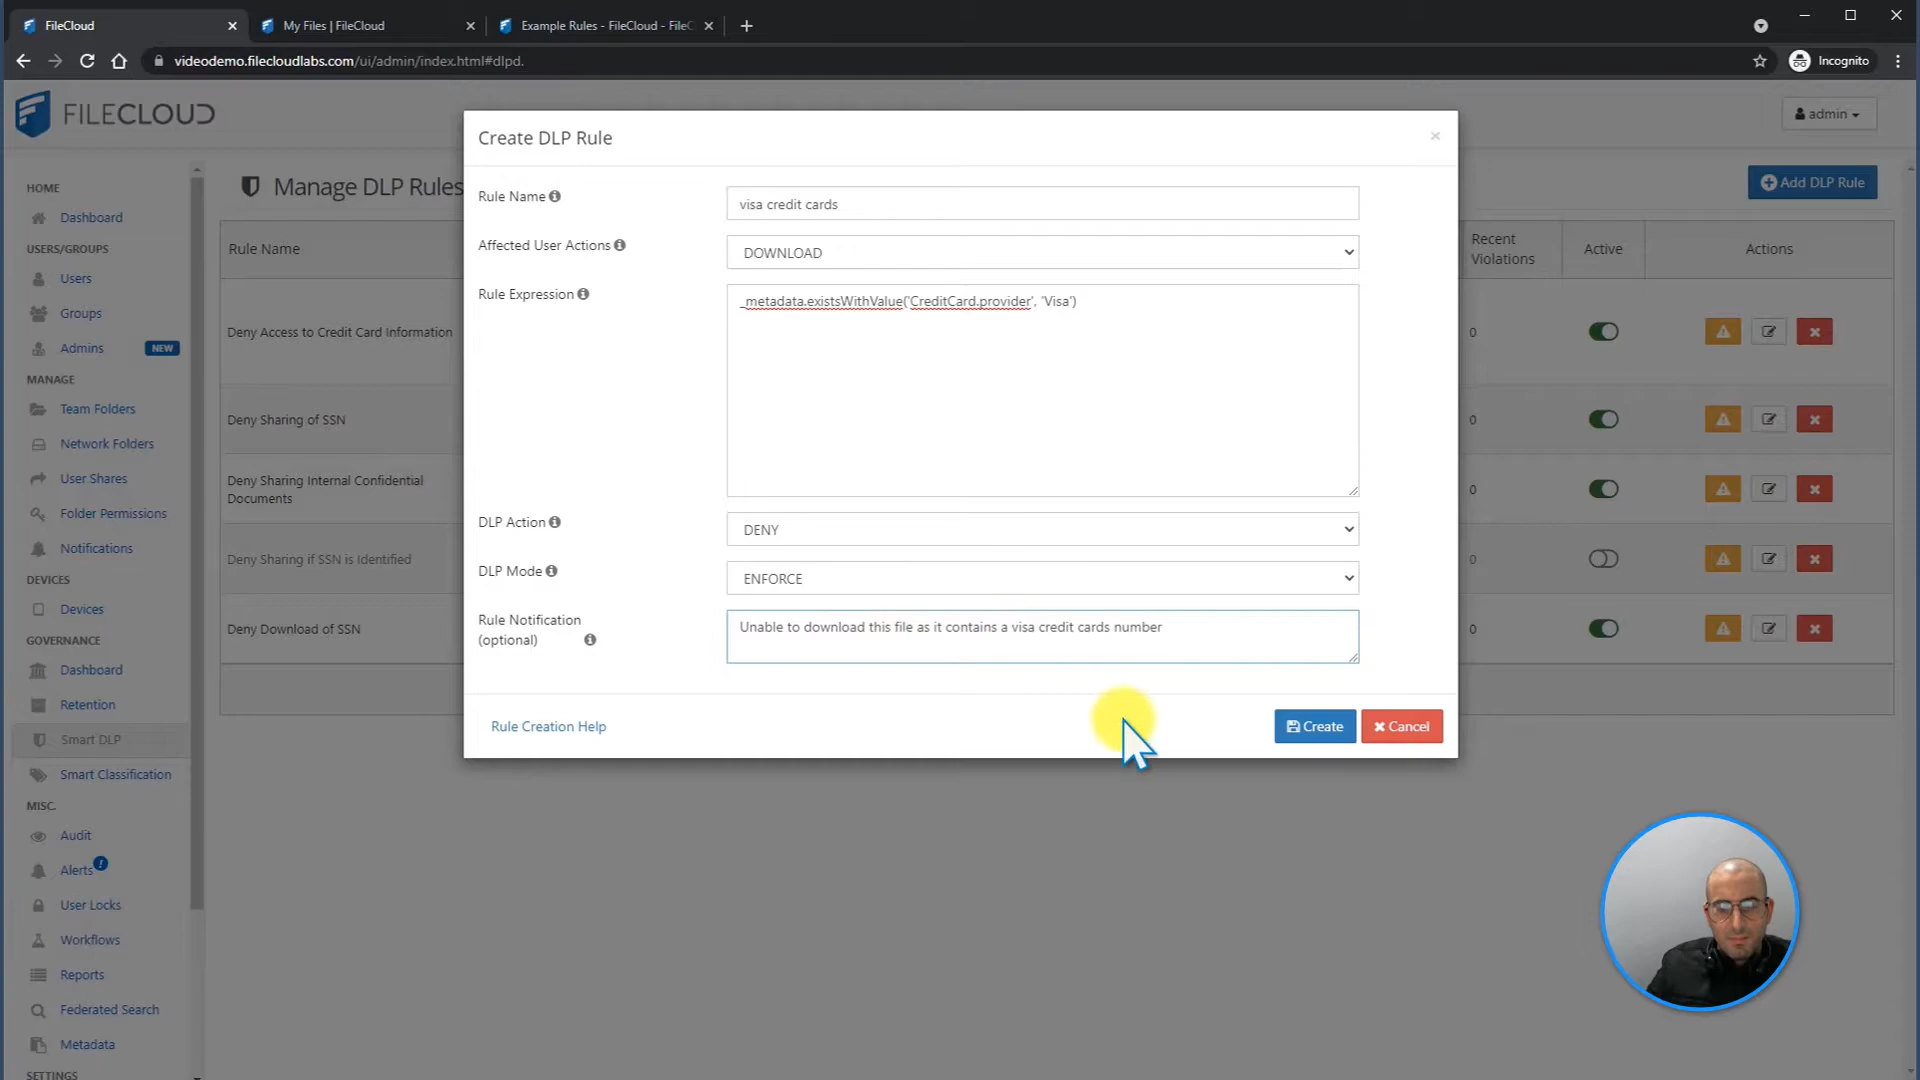 FileCloud
My Files | FileCloud
Example Rules - FileCloud - FileC
videodemo.filecloudlabs.com/ui/admin/index.html#dlpd.
Incognito
FILECLOUD
admin
HOME
Dashboard
USERS/GROUPS
Users
Groups
Admins NEW
MANAGE
Team Folders
Network Folders
User Shares
Folder Permissions
Notifications
DEVICES
Devices
GOVERNANCE
Dashboard
Retention
Smart DLP
Smart Classification
MISC.
Audit
Alerts
User Locks
Workflows
Reports
Federated Search
Metadata
SETTINGS
Manage DLP Rules
Add DLP Rule
Rule Name
Recent
Violations
Active
Actions
Deny Access to Credit Card Information
0
Deny Sharing of SSN
0
Deny Sharing Internal Confidential
Documents
0
Deny Sharing if SSN is Identified
0
Deny Download of SSN
0
Create DLP Rule
Rule Name
visa credit cards
Affected User Actions
DOWNLOAD
Rule Expression
_metadata.existsWithValue('CreditCard.provider', 'Visa')
DLP Action
DENY
DLP Mode
ENFORCE
Rule Notification
(optional)
Unable to download this file as it contains a visa credit cards number
Rule Creation Help
Create
Cancel